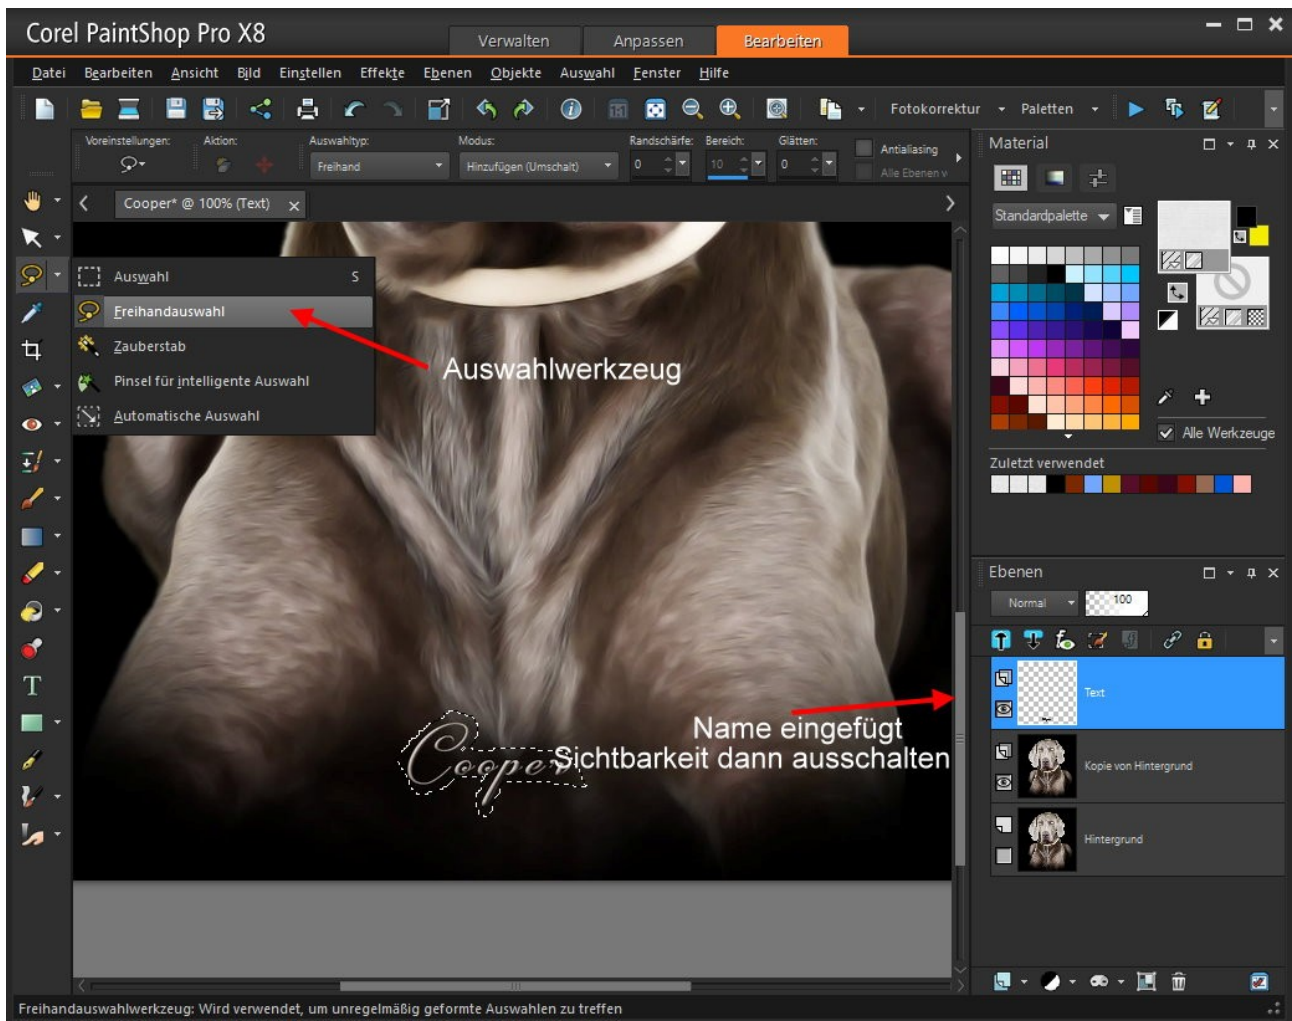 Corel PaintShop Pro X8
Verwalten
Anpassen
Bearbeiten
Datei Bearbeiten Ansicht Bild Einstellen Effekte Ebenen Objekte Auswahl Fenster Hilfe
Fotokorrektur Paletten
Voreinstellungen: Aktion: Auswahltyp: Modus: Randschärfe: Bereich: Glätten:
Freihand Hinzufügen (Umschalt) 0 10 0
Antialiasing
Alle Ebenen v
Cooper* @ 100% (Text)
Auswahl S
Freihandauswahl
Zauberstab
Pinsel für intelligente Auswahl
Automatische Auswahl
Auswahlwerkzeug
Name eingefügt
Sichtbarkeit dann ausschalten
Cooper
Material
Standardpalette
Alle Werkzeuge
Zuletzt verwendet
Ebenen
Normal 100
Text
Kopie von Hintergrund
Hintergrund
Freihandauswahlwerkzeug: Wird verwendet, um unregelmäßig geformte Auswahlen zu treffen